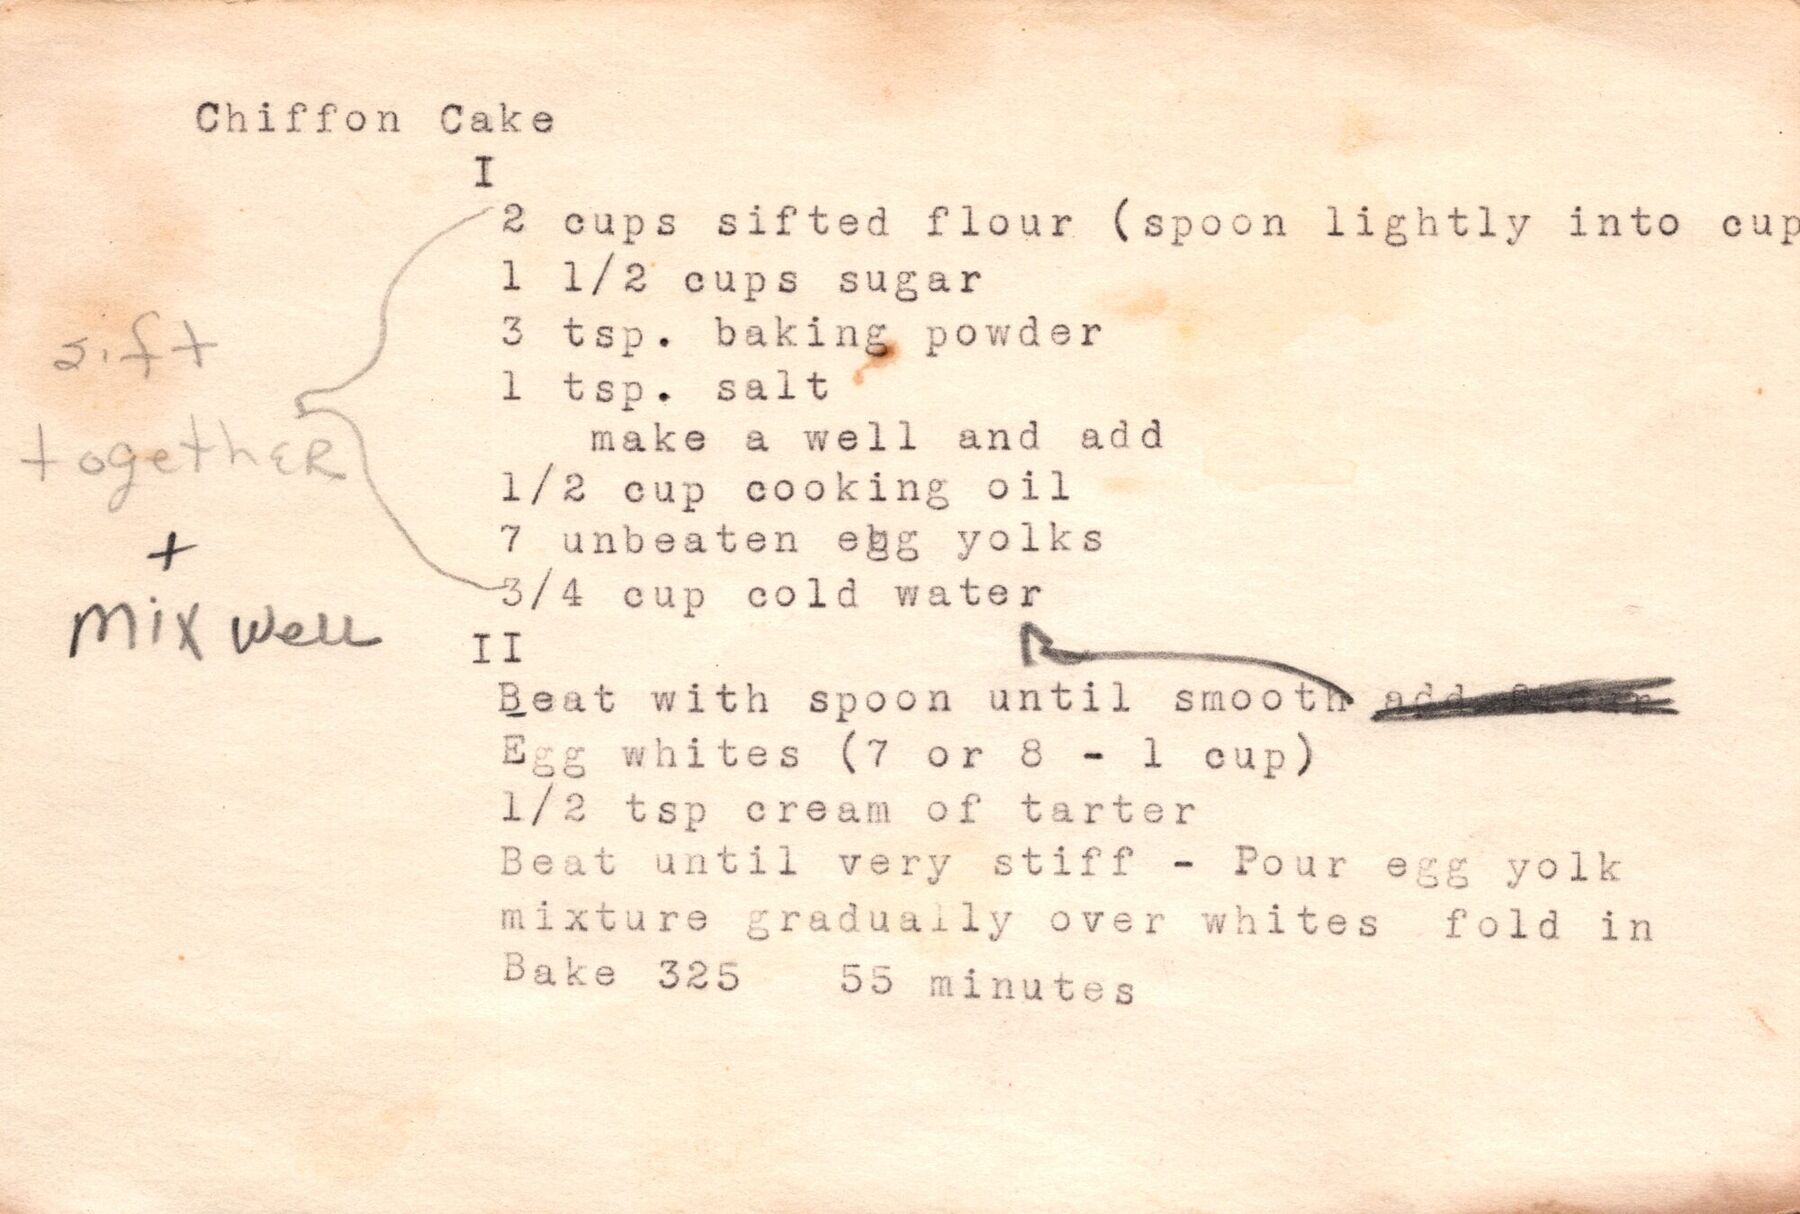 Chiffon Cake
I
2 cups sifted flour (spoon lightly into cup
1 1/2 cups sugar
3 tsp. baking powder
1 tsp. salt
make a well and add
1/2 cup cooking oil
7 unbeaten egg yolks
3/4 cup cold water
sift
together
+
Mix well
II
Beat with spoon until smooth add
Egg whites (7 or 8 - 1 cup)
1/2 tsp cream of tarter
Beat until very stiff - Pour egg yolk
mixture gradually over whites fold in
Bake 325 55 minutes